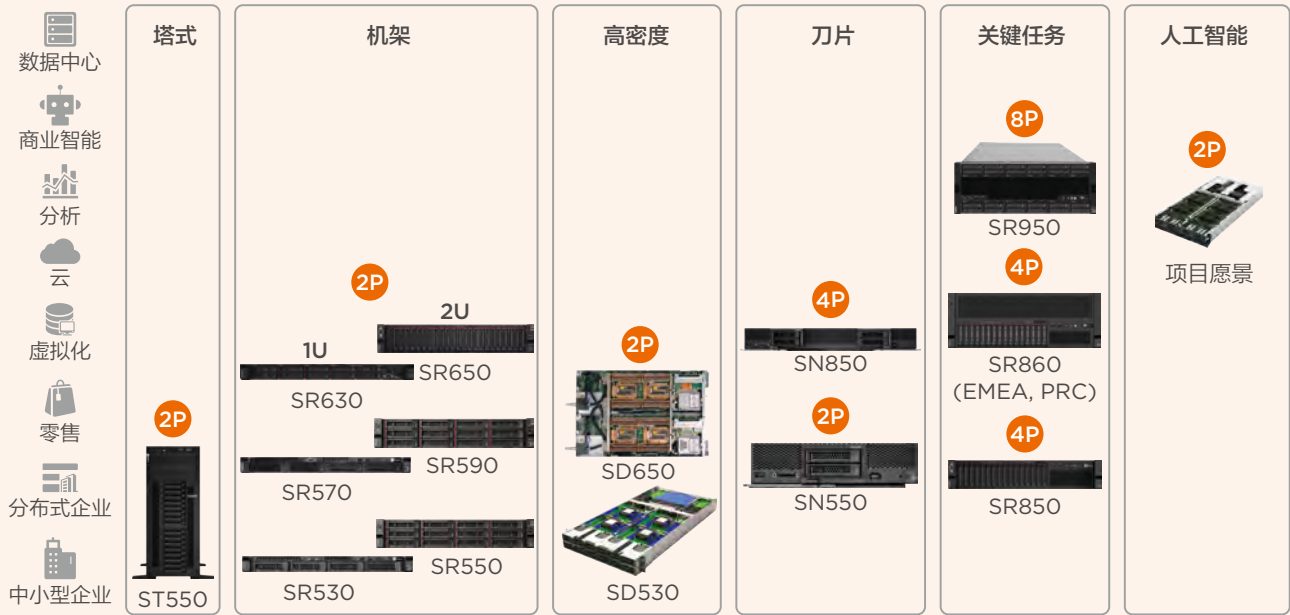 数据中心
商业智能
分析
云
虚拟化
零售
分布式企业
中小型企业
塔式
2P
ST550
机架
2P
2U
1U
SR650
SR630
SR590
SR570
SR550
SR530
高密度
2P
SD650
SD530
刀片
4P
SN850
2P
SN550
关键任务
8P
SR950
4P
SR860
(EMEA, PRC)
4P
SR850
人工智能
2P
项目愿景